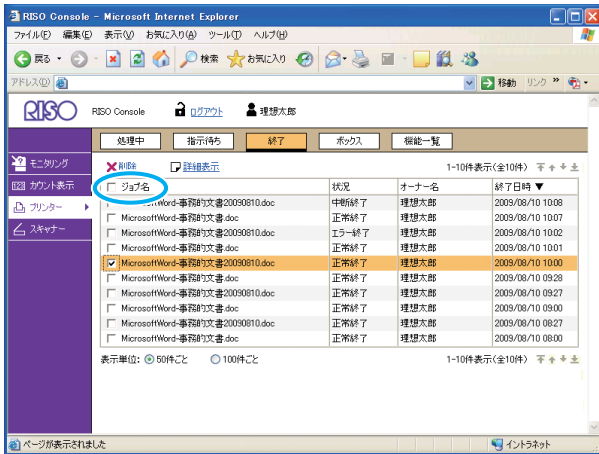 RISO Console - Microsoft Internet Explorer
ファイル(F) 編集(E) 表示(V) お気に入り(A) ツール(T) ヘルプ(H)
戻る 検索 お気に入り
アドレス(D) 移動 リンク »
RISO RISO Console ログアウト 理想太郎
処理中 指示待ち 終了 ボックス 機能一覧
モニタリング
カウント表示
プリンター
スキャナー
削除 詳細表示 1-10件表示(全10件)
ジョブ名 状況 オーナー名 終了日時 ▼
MicrosoftWord-事務的文書20090810.doc 中断終了 理想太郎 2009/08/10 10:08
MicrosoftWord-事務的文書.doc 正常終了 理想太郎 2009/08/10 10:07
MicrosoftWord-事務的文書20090810.doc エラー終了 理想太郎 2009/08/10 10:02
MicrosoftWord-事務的文書.doc 正常終了 理想太郎 2009/08/10 10:01
MicrosoftWord-事務的文書20090810.doc 正常終了 理想太郎 2009/08/10 10:00
MicrosoftWord-事務的文書.doc 正常終了 理想太郎 2009/08/10 09:28
MicrosoftWord-事務的文書20090810.doc 正常終了 理想太郎 2009/08/10 09:27
MicrosoftWord-事務的文書.doc 正常終了 理想太郎 2009/08/10 09:00
MicrosoftWord-事務的文書20090810.doc 正常終了 理想太郎 2009/08/10 08:27
MicrosoftWord-事務的文書.doc 正常終了 理想太郎 2009/08/10 08:00
表示単位: 50件ごと 100件ごと 1-10件表示(全10件)
ページが表示されました イントラネット